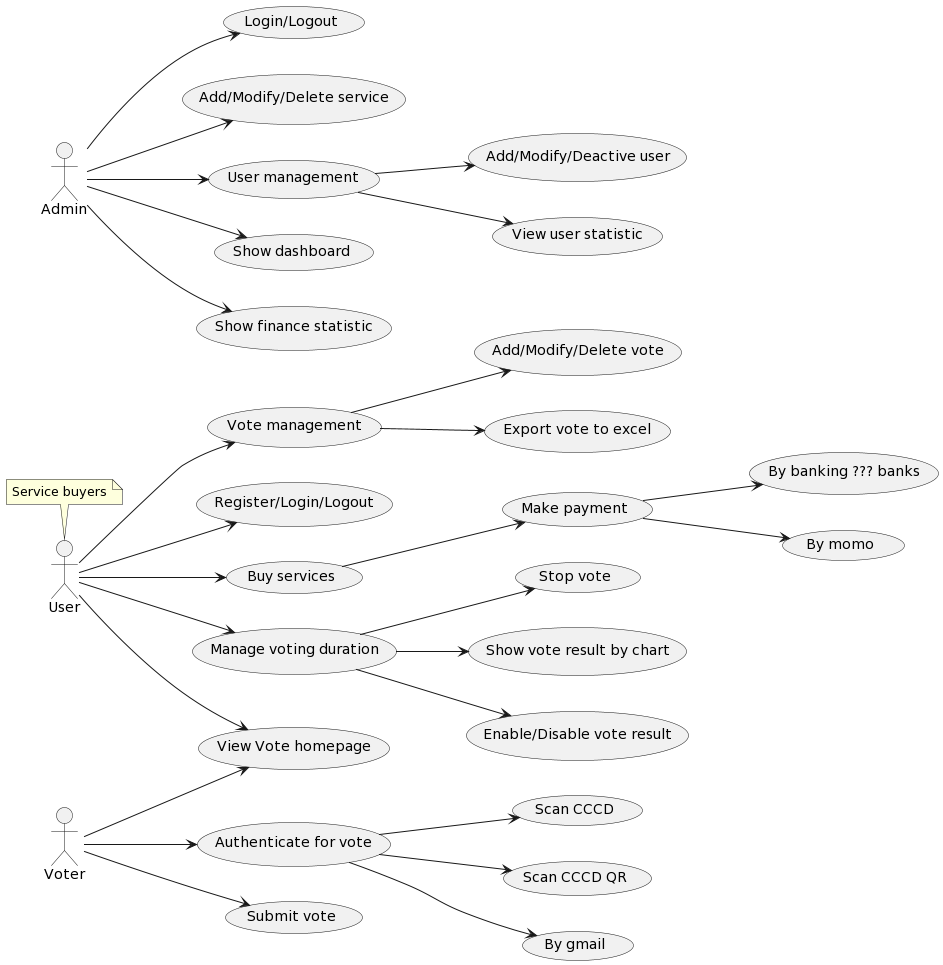 Login/Logout
Add/Modify/Delete service
Add/Modify/Deactive user
User management
Admin
View user statistic
Show dashboard
Show finance statistic
Add/Modify/Delete vote
Vote management
Export vote to excel
By banking ??? banks
Service buyers
Register/Login/Logout
Make payment
By momo
Buy services
Stop vote
User
Manage voting duration
Show vote result by chart
Enable/Disable vote result
View Vote homepage
Scan CCCD
Authenticate for vote
Voter
Scan CCCD QR
Submit vote
By gmail